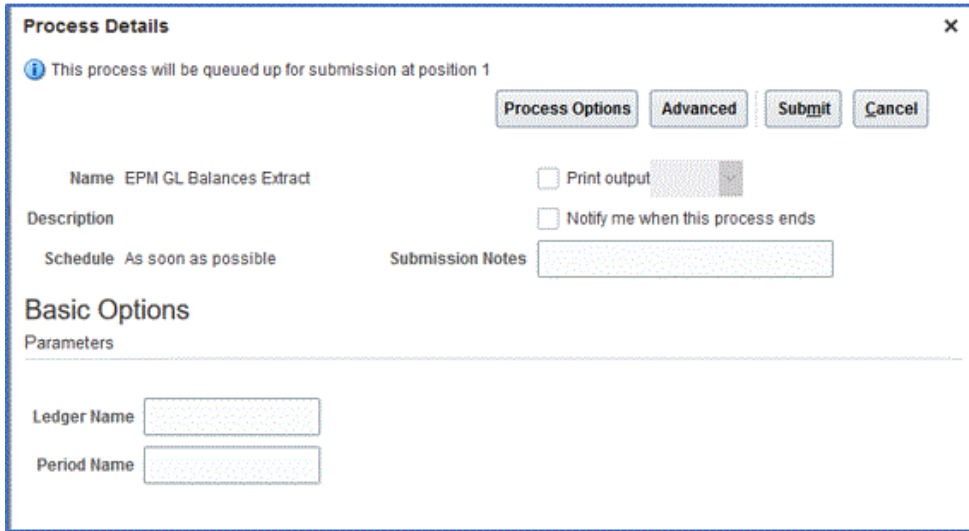 Process Details
This process will be queued up for submission at position 1
Process Options Advanced Submit Cancel
Name EPM GL Balances Extract Print output
Description Notify me when this process ends
Schedule As soon as possible Submission Notes
Basic Options
Parameters
Ledger Name
Period Name